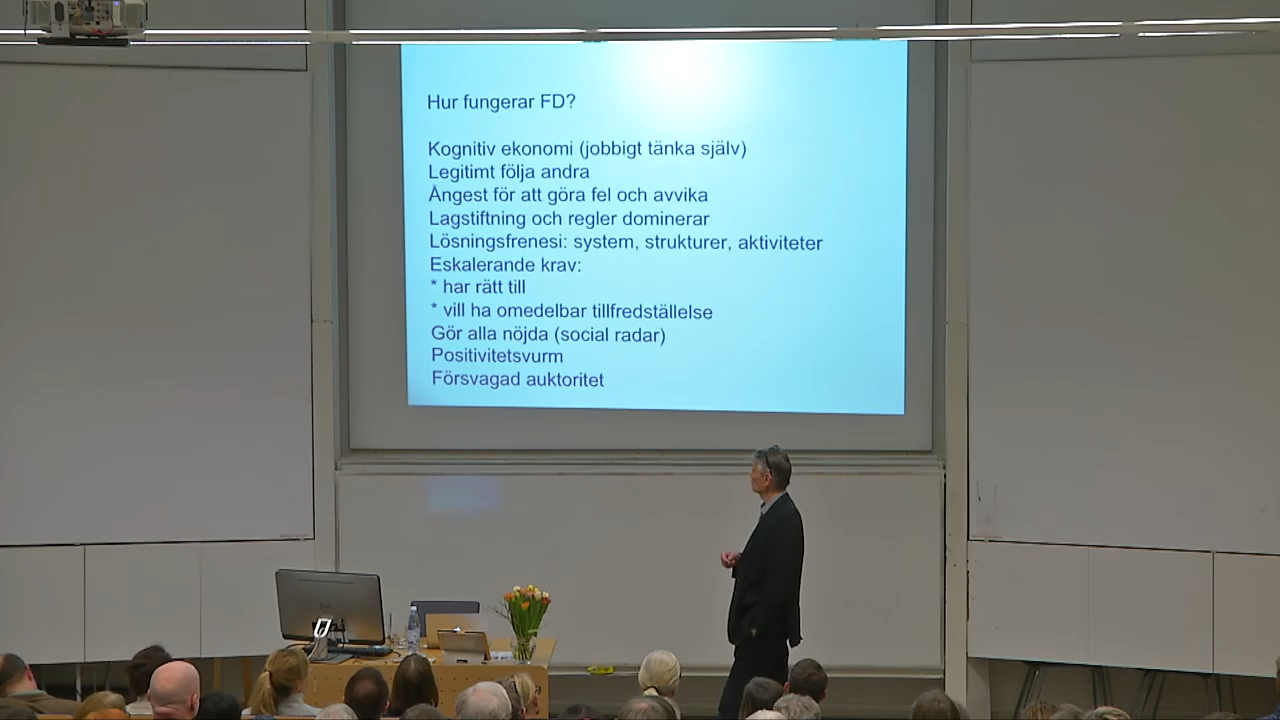 Hur fungerar FD?
Kognitiv ekonomi (jobbigt tänka själv)
Legitimt följa andra
Ångest för att göra fel och avvika
Lagstiftning och regler dominerar
Lösningsfrenesi: system, strukturer, aktiviteter
Eskalerande krav:
* har rätt till
* vill ha omedelbar tillfredställelse
Gör alla nöjda (social radar)
Positivitetsvurm
Försvagad auktoritet